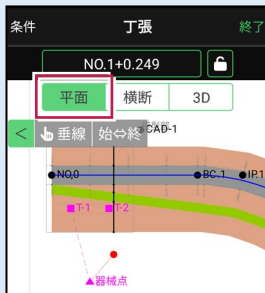 条件 丁張 終了
NO.1+0.249
平面 横断 3D
< 垂線 始⇔終 CAD-1
NO,0 BC.1 IP.1
T-1 T-2
器械点